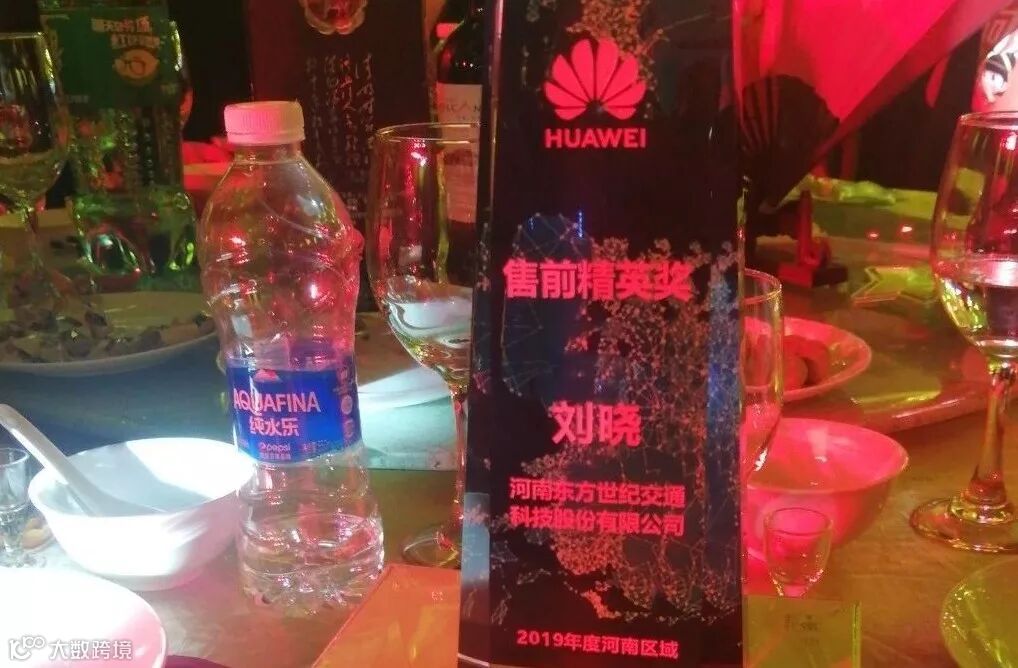 HUAWEI
售前精英奖
刘晓
河南东方世纪交通
科技股份有限公司
2019年度河南区域
AQUAFINA
纯水乐
pepsi
大数跨境